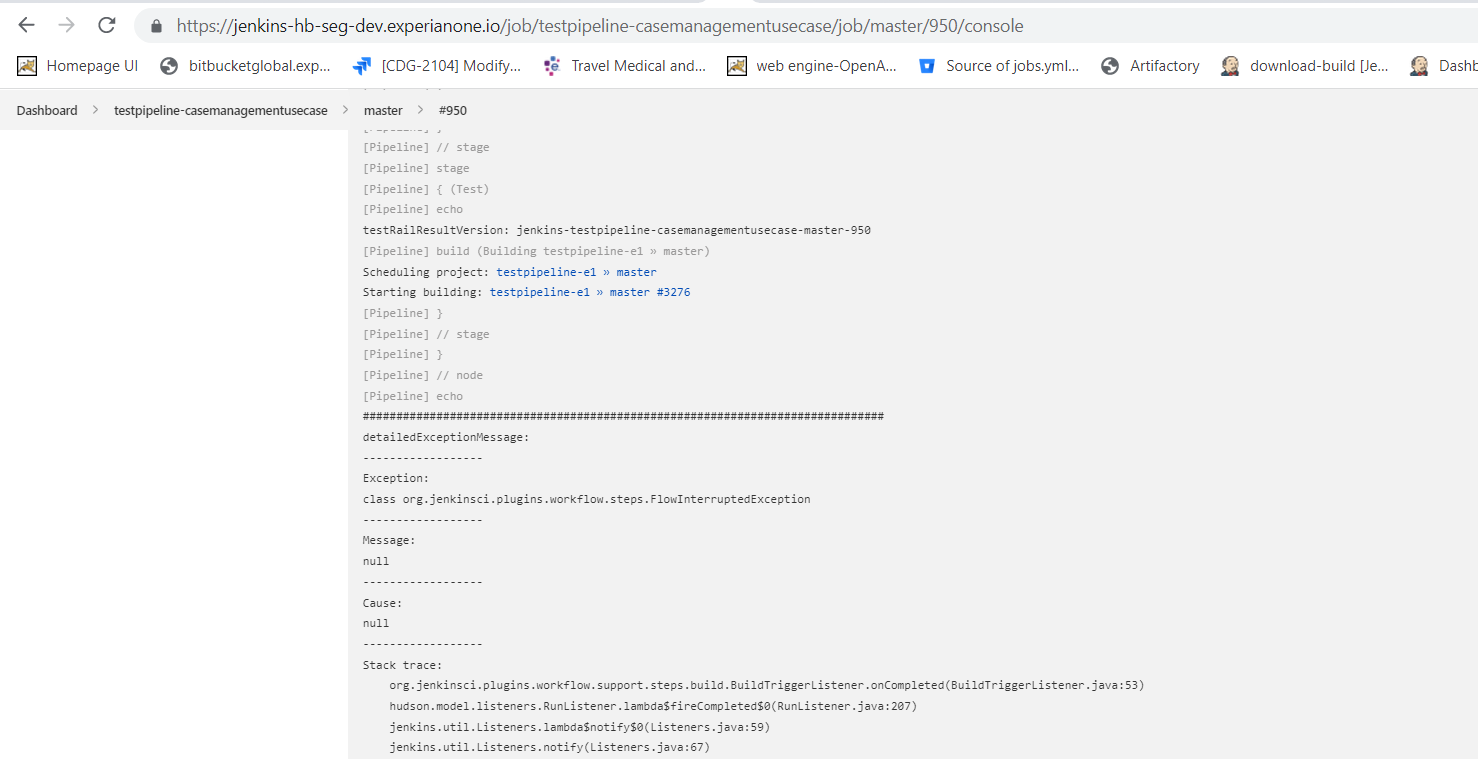 https://jenkins-hb-seg-dev.experianone.io/job/testpipeline-casemanagementusecase/job/master/950/console
Homepage UI bitbucketglobal.exp... [CDG-2104] Modify... Travel Medical and... web engine-OpenA... Source of jobs.yml... Artifactory download-build [Je... Dashb
Dashboard > testpipeline-casemanagementusecase > master > #950
[Pipeline] // stage
[Pipeline] stage
[Pipeline] { (Test)
[Pipeline] echo
testRailResultVersion: jenkins-testpipeline-casemanagementusecase-master-950
[Pipeline] build (Building testpipeline-e1 » master)
Scheduling project: testpipeline-e1 » master
Starting building: testpipeline-e1 » master #3276
[Pipeline] }
[Pipeline] // stage
[Pipeline] }
[Pipeline] // node
[Pipeline] echo
##############################################################################
detailedExceptionMessage:
------------------
Exception:
class org.jenkinsci.plugins.workflow.steps.FlowInterruptedException
------------------
Message:
null
------------------
Cause:
null
------------------
Stack trace:
org.jenkinsci.plugins.workflow.support.steps.build.BuildTriggerListener.onCompleted(BuildTriggerListener.java:53)
hudson.model.listeners.RunListener.lambda$fireCompleted$0(RunListener.java:207)
jenkins.util.Listeners.lambda$notify$0(Listeners.java:59)
jenkins.util.Listeners.notify(Listeners.java:67)